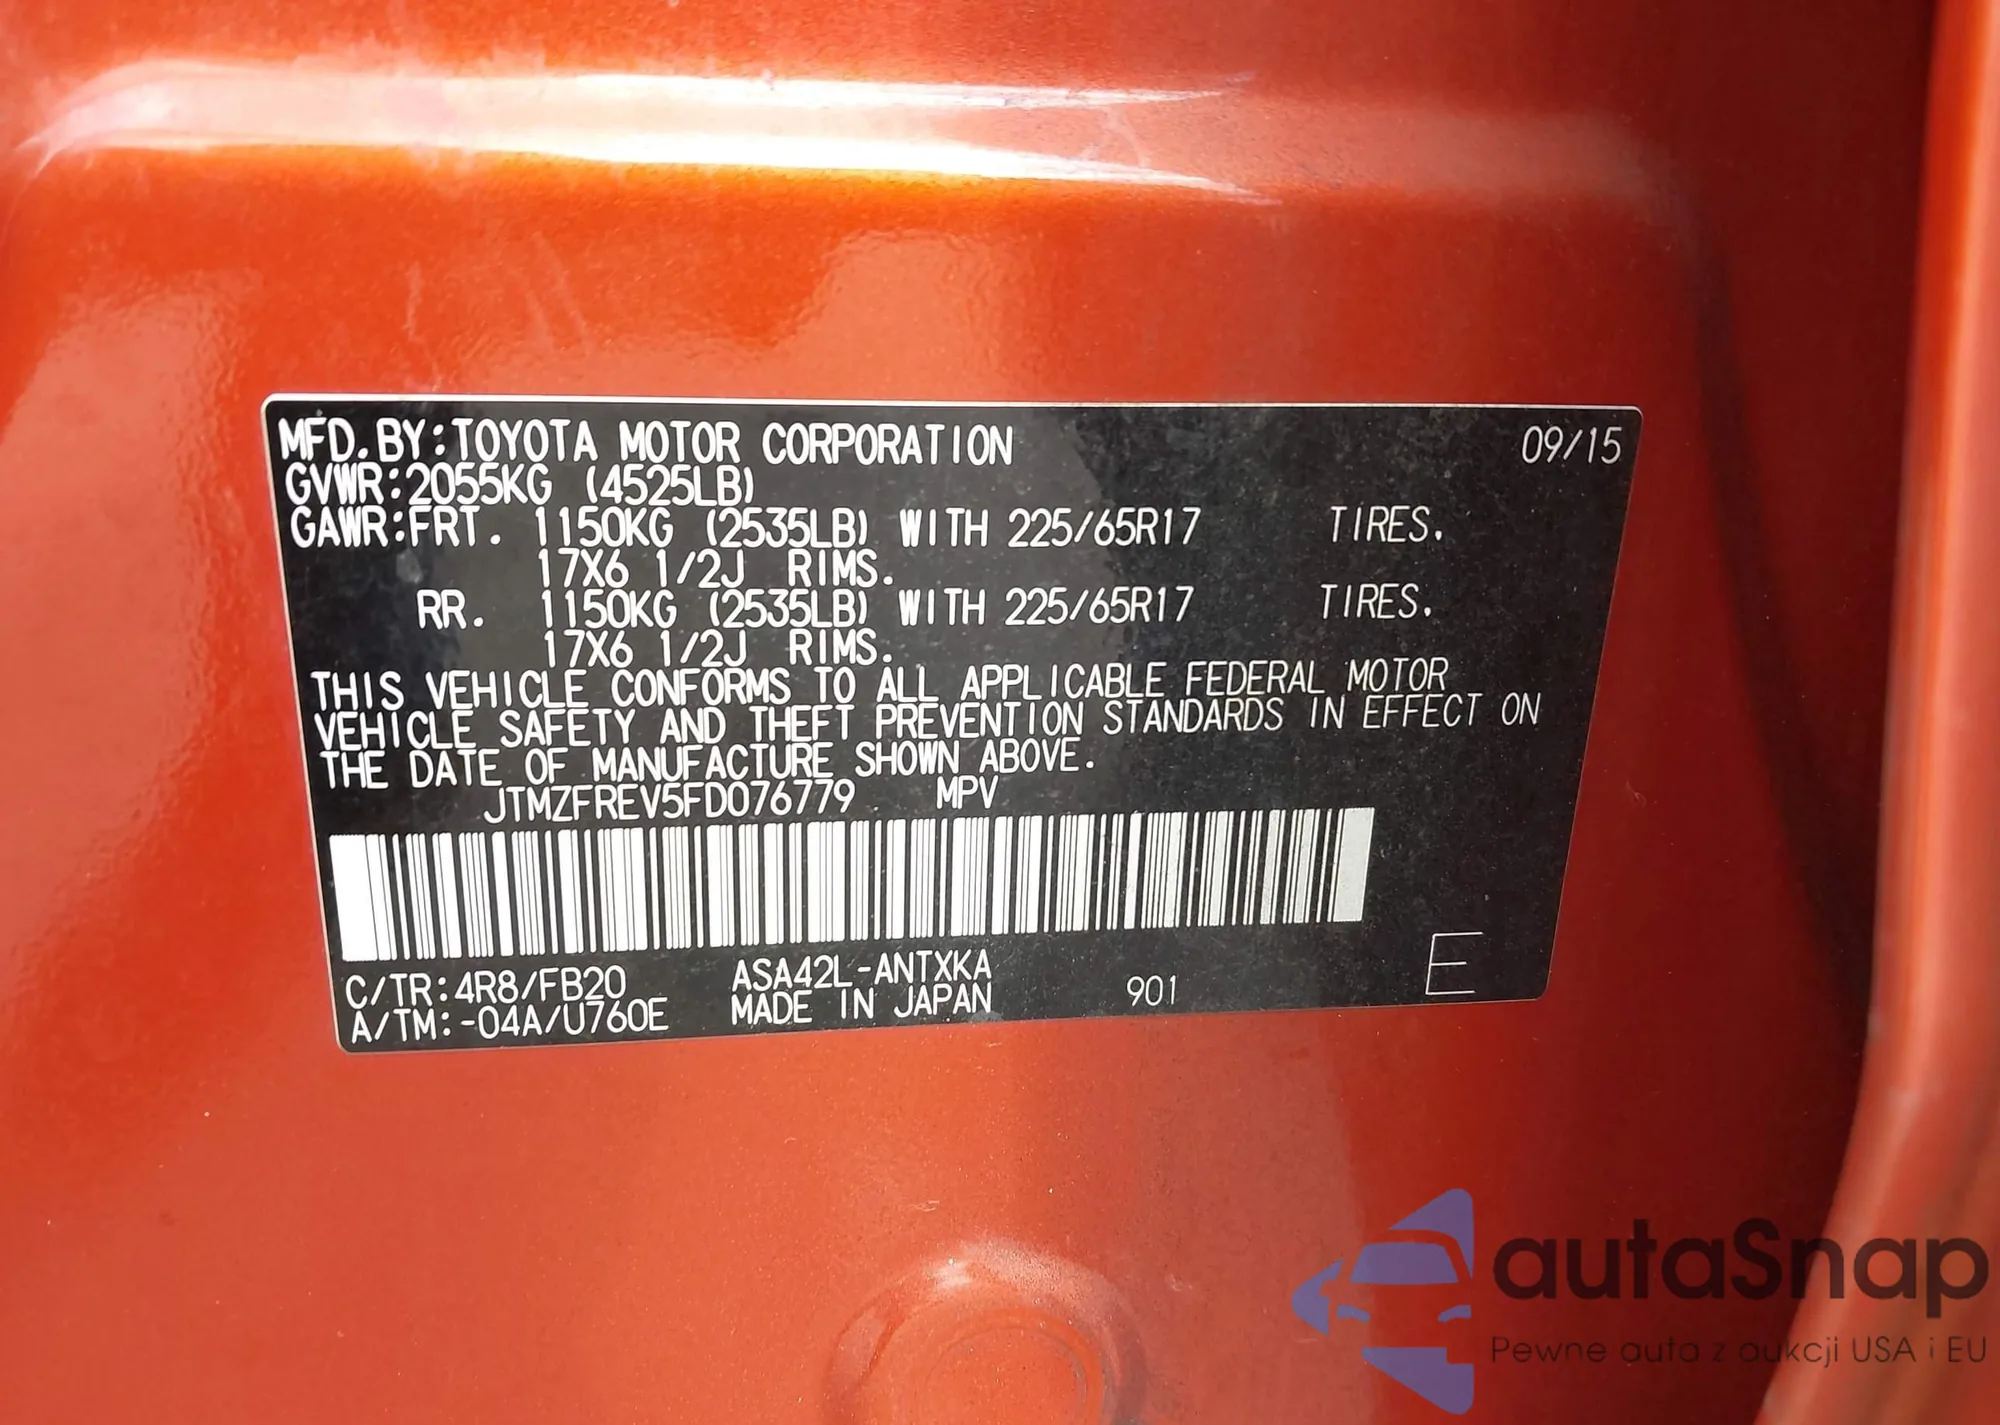 MFD. BY: TOYOTA MOTOR CORPORATION 09/15
GVWR: 2055KG (4525LB)
GAWR: FRT. 1150KG (2535LB) WITH 225/65R17 TIRES.
17X6 1/2J RIMS.
RR. 1150KG (2535LB) WITH 225/65R17 TIRES.
17X6 1/2J RIMS.
THIS VEHICLE CONFORMS TO ALL APPLICABLE FEDERAL MOTOR
VEHICLE SAFETY AND THEFT PREVENTION STANDARDS IN EFFECT ON
THE DATE OF MANUFACTURE SHOWN ABOVE.
JTMZFREV5FD076779 MPV
C/TR: 4R8/FB20 ASA42L-ANTXKA
A/TM: -04A/U760E MADE IN JAPAN 901 E
autaSnap
Pewne auta z aukcji USA i EU